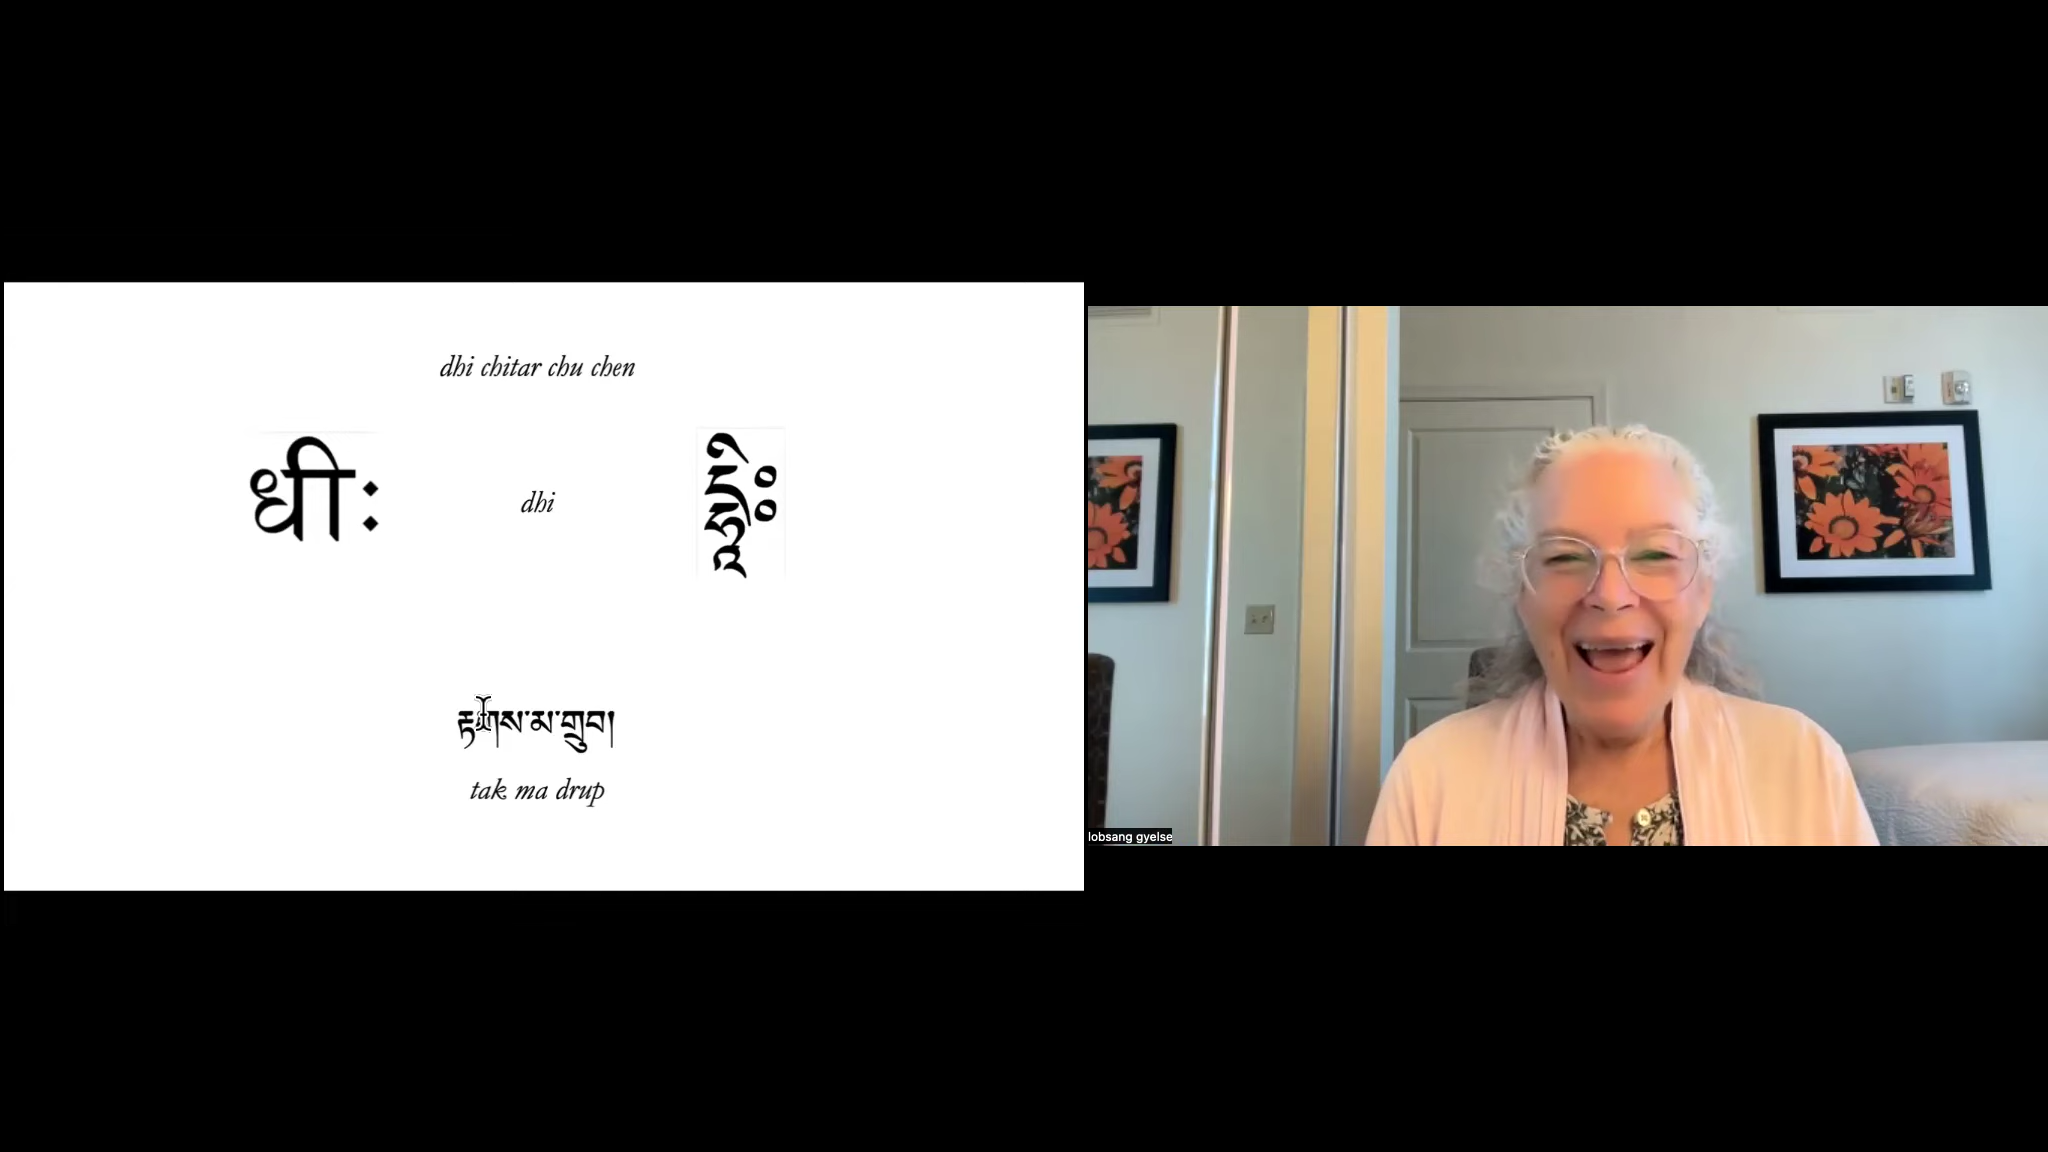 dhi chitar chu chen
धीः
dhi
དྷཱིཿ
རྟགས་མ་གྲུབ།
tak ma drup
lobsang gyelse